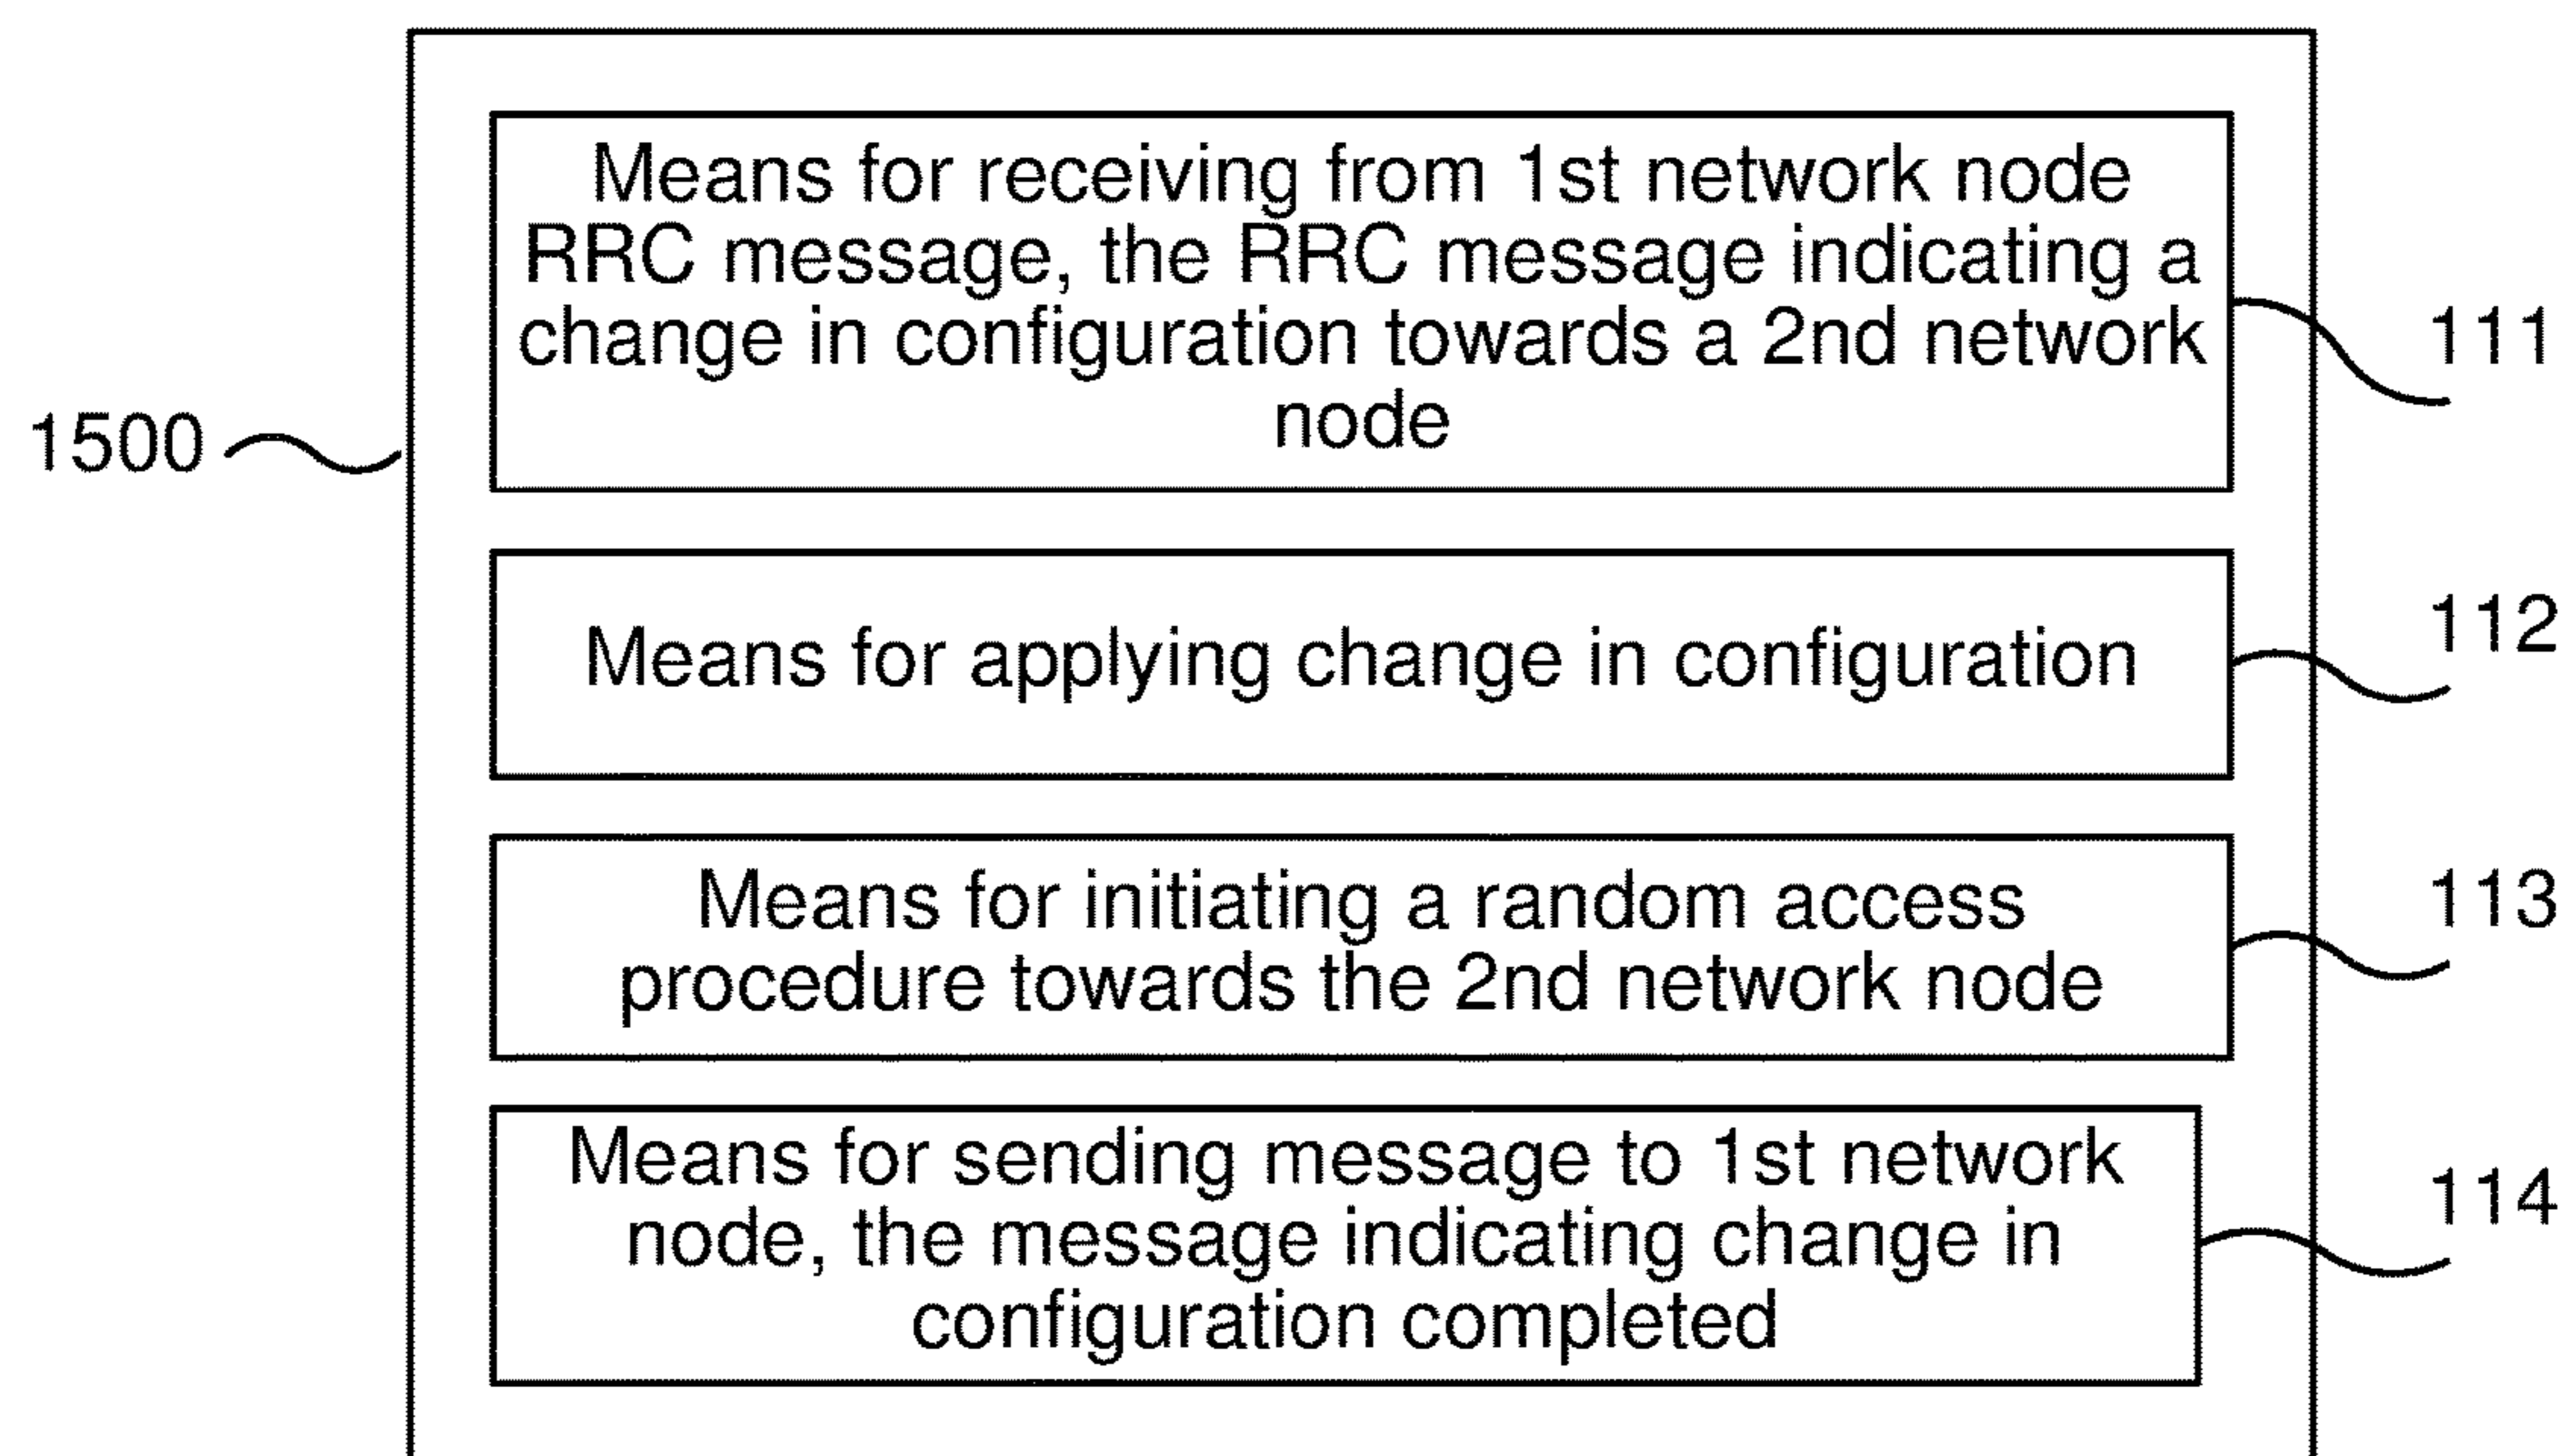 Means for receiving from 1st network node
RRC message, the RRC message indicating a
change in configuration towards a 2nd network
node
111
1500
Means for applying change in configuration
112
Means for initiating a random access
procedure towards the 2nd network node
113
Means for sending message to 1st network
node, the message indicating change in
configuration completed
114